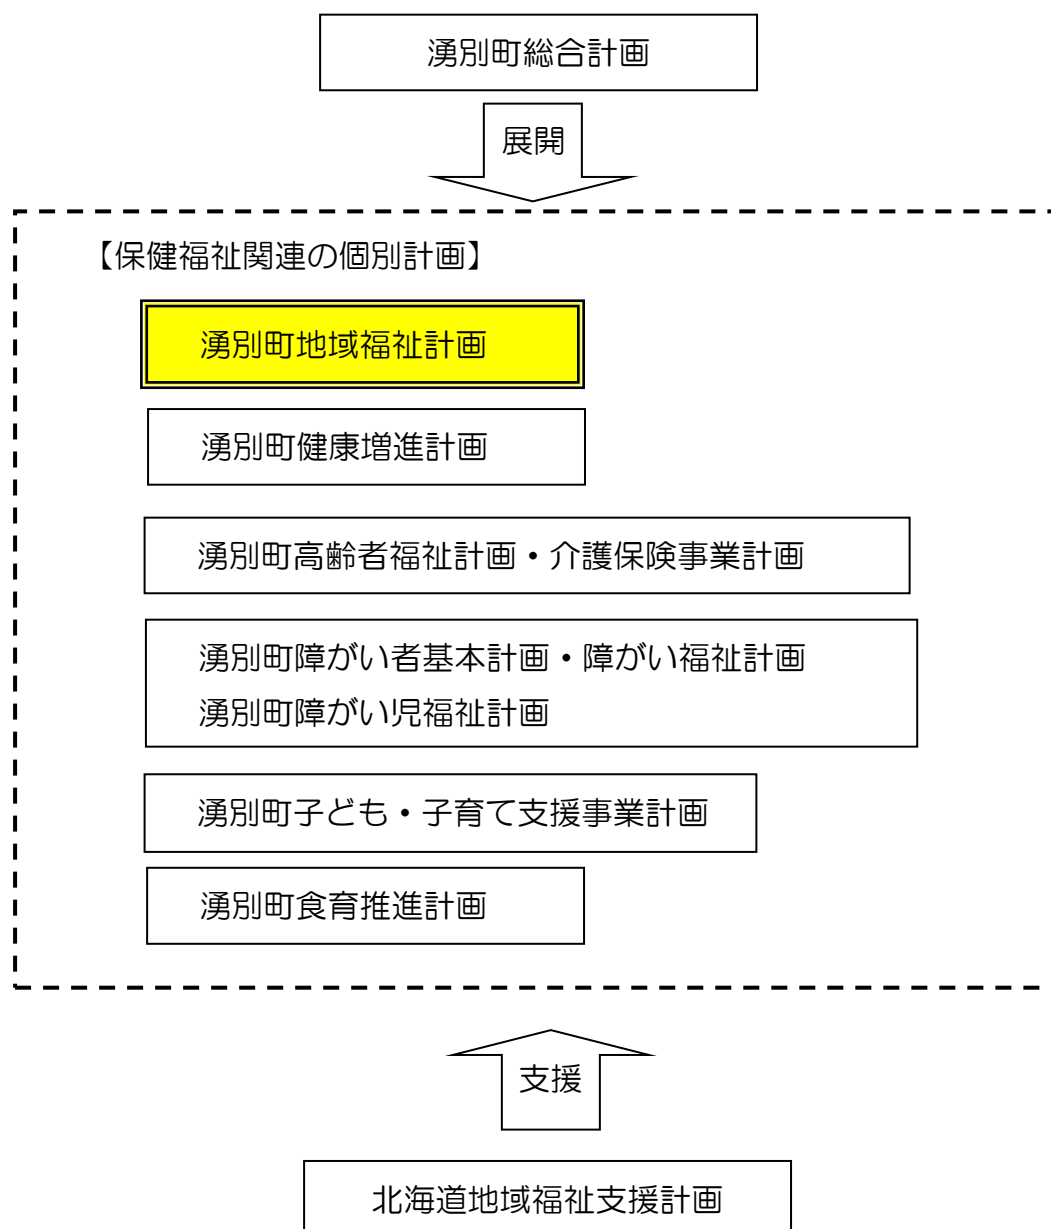 湧別町総合計画
展開
【保健福祉関連の個別計画】
湧別町地域福祉計画
湧別町健康増進計画
湧別町高齢者福祉計画・介護保険事業計画
湧別町障がい者基本計画・障がい福祉計画
湧別町障がい児福祉計画
湧別町子ども・子育て支援事業計画
湧別町食育推進計画
支援
北海道地域福祉支援計画